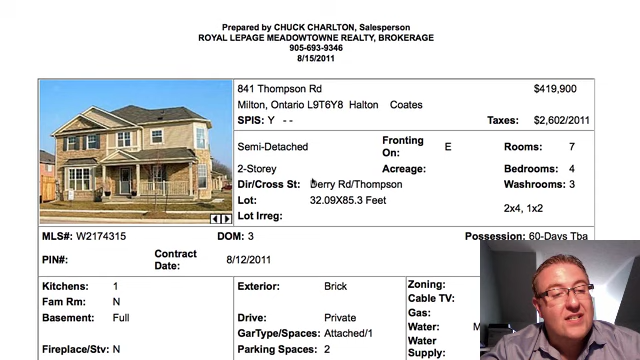 Prepared by CHUCK CHARLTON, Salesperson
ROYAL LEPAGE MEADOWTOWNE REALTY, BROKERAGE
905-693-9346
8/15/2011
841 Thompson Rd $419,900
Milton, Ontario L9T6Y8 Halton Coates
SPIS: Y - - Taxes: $2,602/2011
Semi-Detached Fronting On: E Rooms: 7
2-Storey Acreage: Bedrooms: 4
Dir/Cross St: Derry Rd/Thompson Washrooms: 3
Lot: 32.09X85.3 Feet 2x4, 1x2
Lot Irreg:
MLS#: W2174315 DOM: 3 Possession: 60-Days Tba
PIN#: Contract Date: 8/12/2011
Kitchens: 1 Exterior: Brick Zoning:
Fam Rm: N Cable TV:
Basement: Full Drive: Private Gas:
GarType/Spaces: Attached/1 Water: M
Fireplace/Stv: N Parking Spaces: 2 Water Supply: